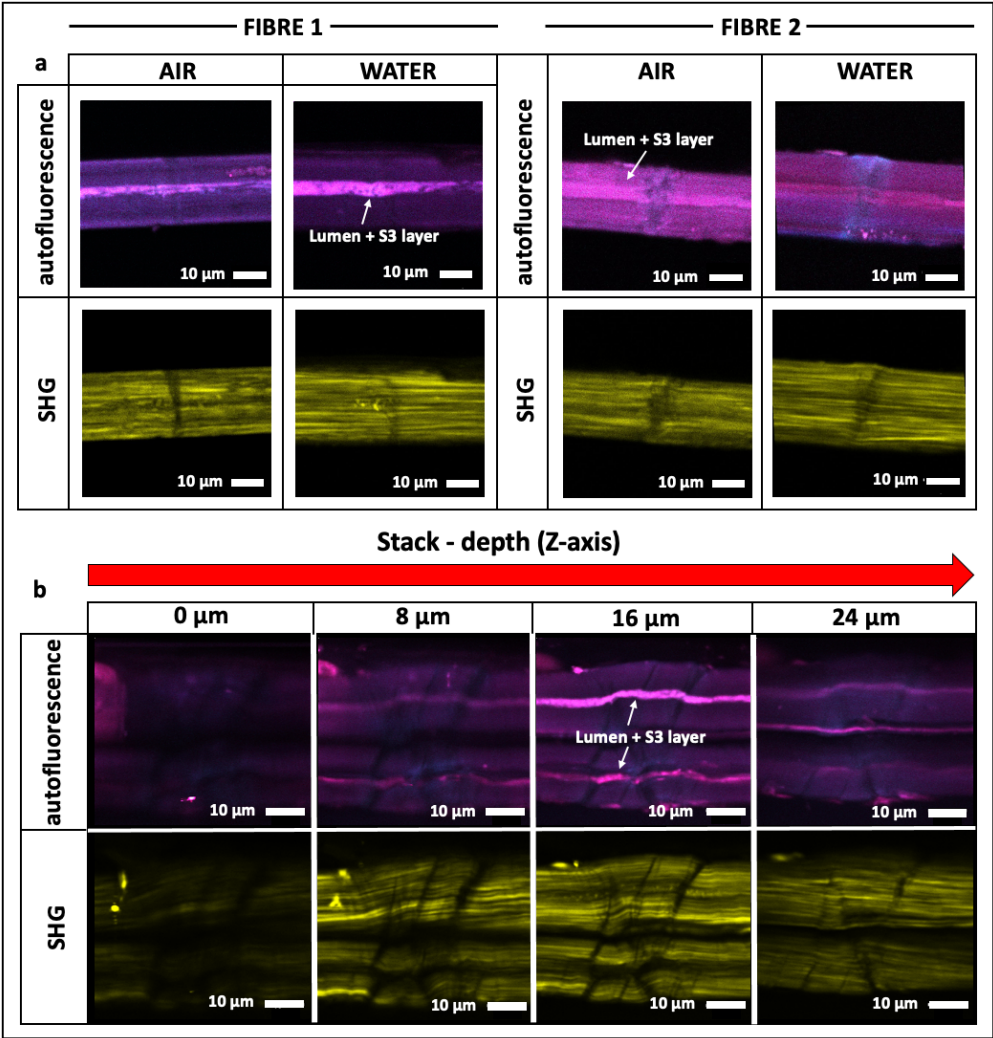 FIBRE 1
FIBRE 2
a
AIR
WATER
AIR
WATER
autofluorescence
Lumen + S3 layer
10 µm
10 µm
autofluorescence
Lumen + S3 layer
10 µm
10 µm
SHG
10 µm
10 µm
SHG
10 µm
10 µm
Stack - depth (Z-axis)
b
0 µm
8 µm
16 µm
24 µm
autofluorescence
Lumen + S3 layer
10 µm
10 µm
10 µm
10 µm
SHG
10 µm
10 µm
10 µm
10 µm